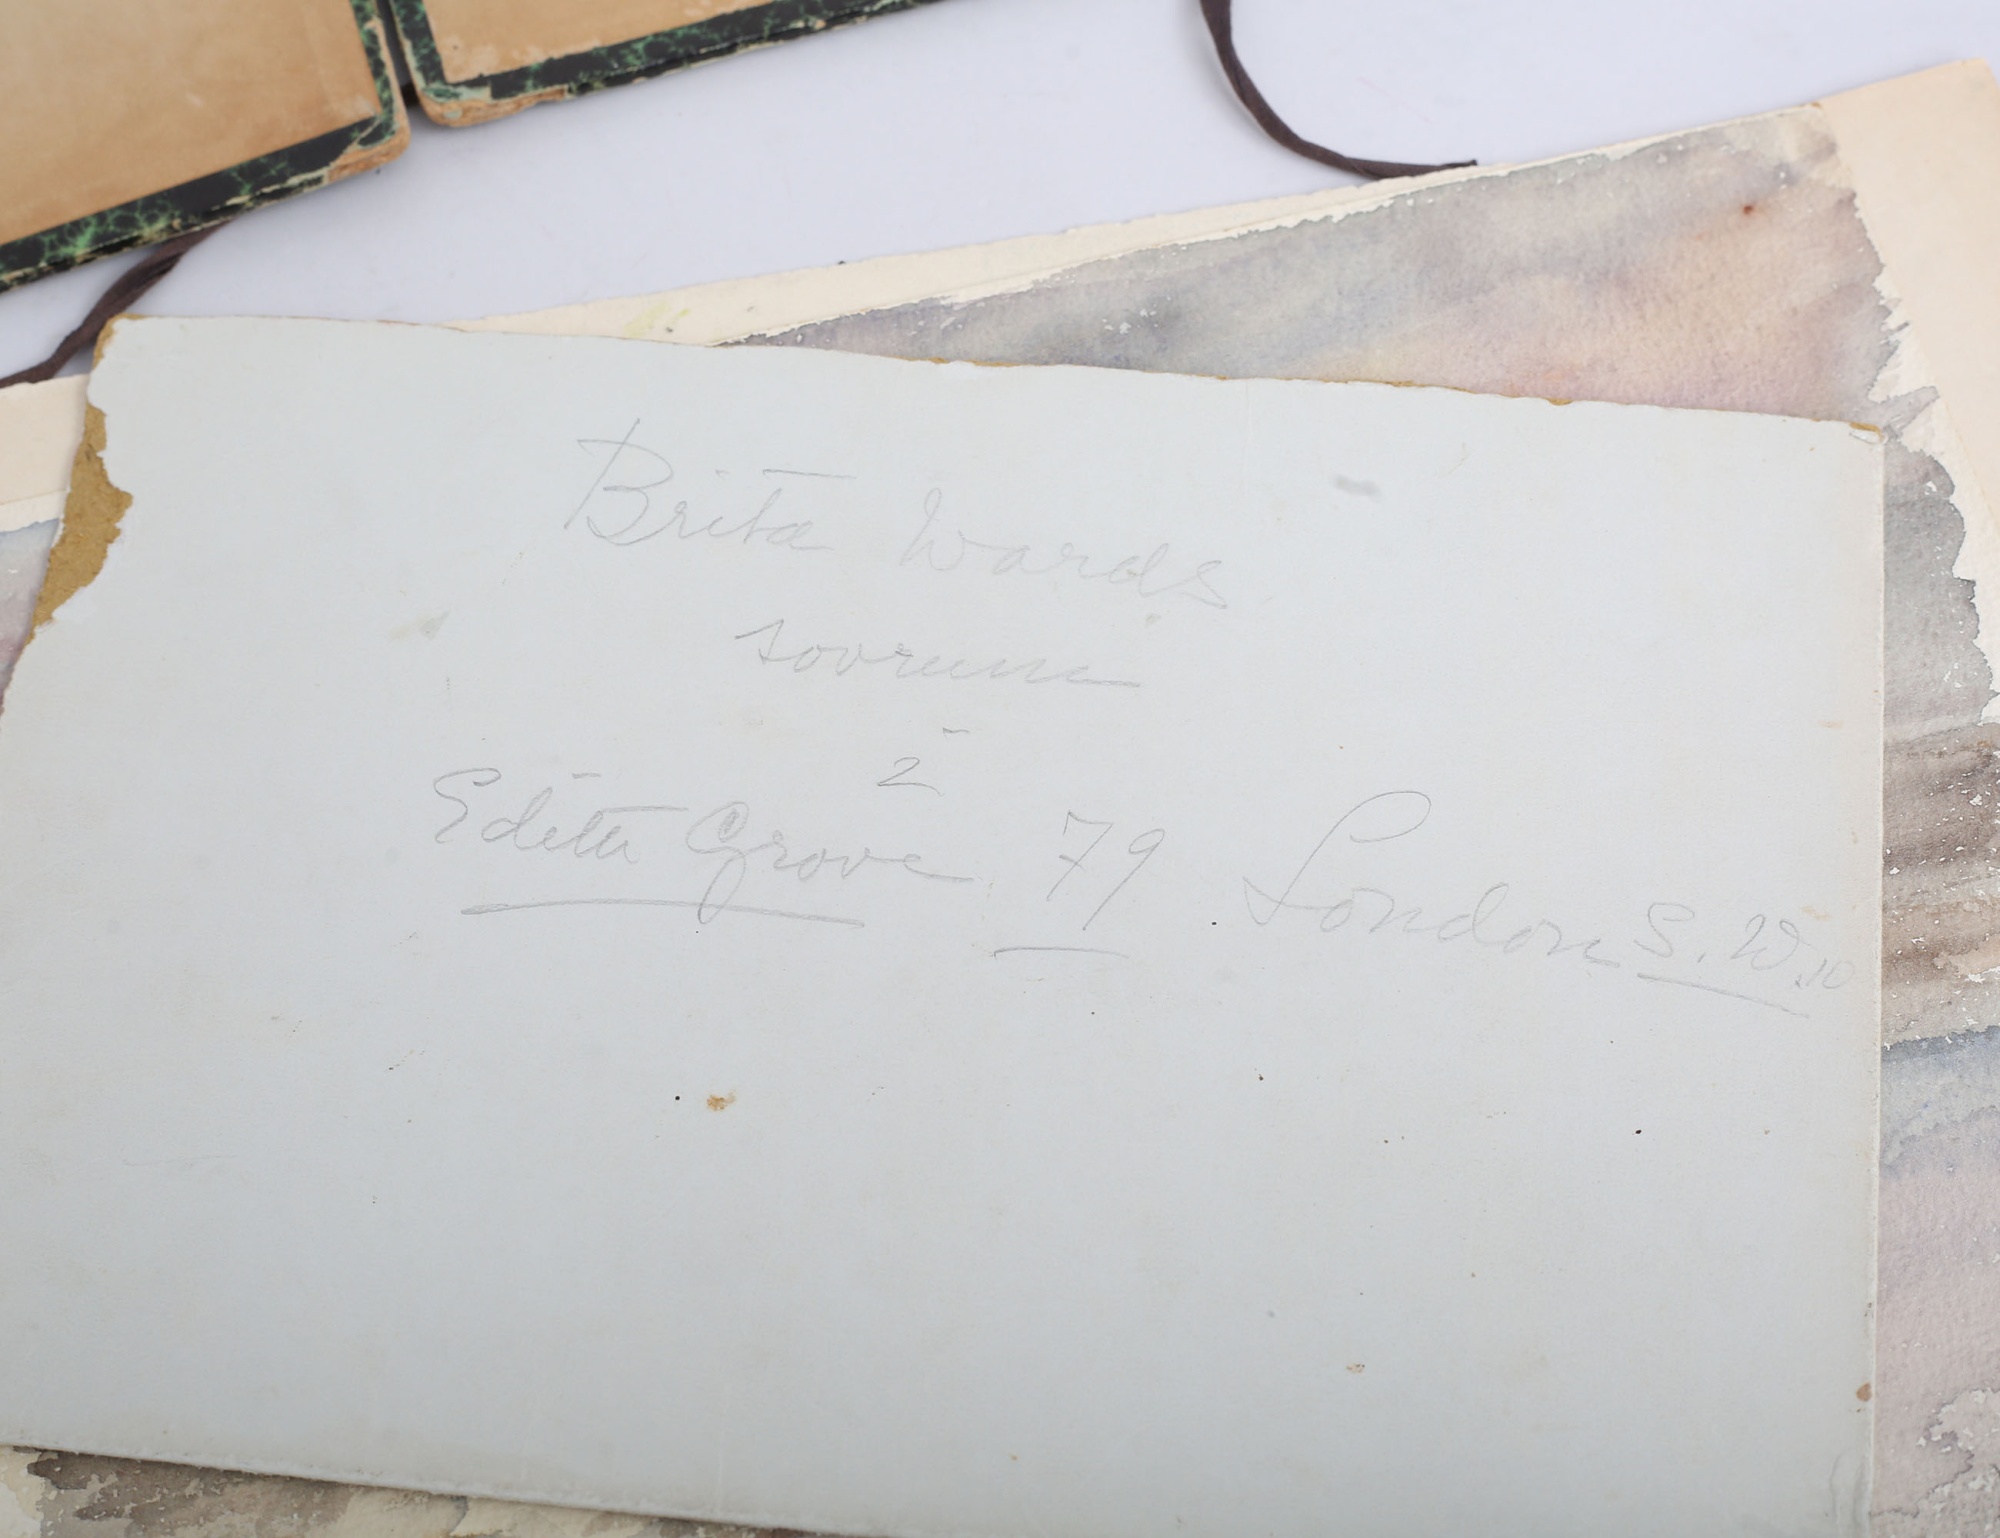 Brita Wards
sovrum
2
Edith Grove 79 London S.W.10